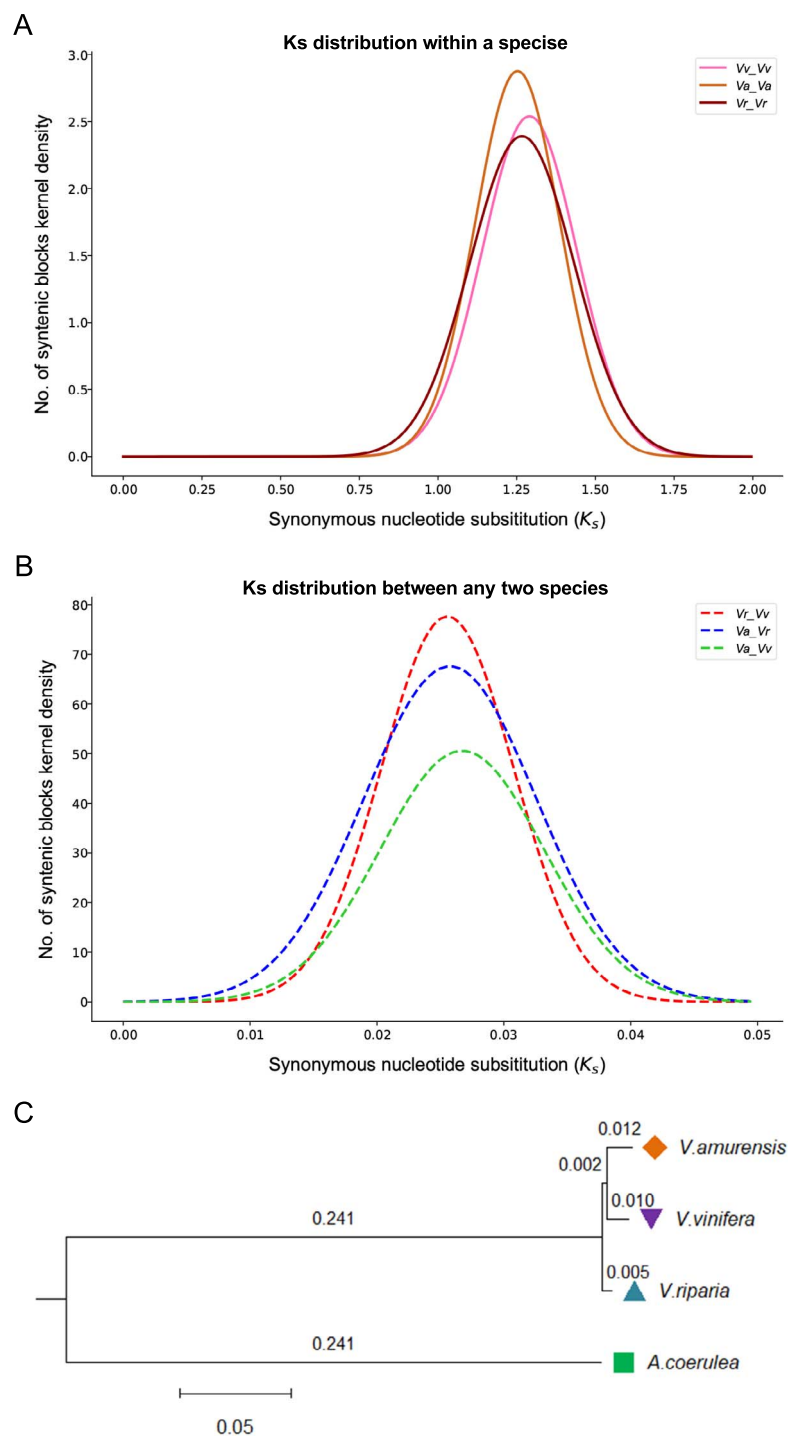 A
Ks distribution within a specise
Vv_Vv
Va_Va
Vr_Vr
No. of syntenic blocks kernel density
3.0
2.5
2.0
1.5
1.0
0.5
0.0
0.00 0.25 0.50 0.75 1.00 1.25 1.50 1.75 2.00
Synonymous nucleotide subsititution (Ks)
B
Ks distribution between any two species
Vr_Vv
Va_Vr
Va_Vv
No. of syntenic blocks kernel density
80
70
60
50
40
30
20
10
0
0.00 0.01 0.02 0.03 0.04 0.05
Synonymous nucleotide subsititution (Ks)
C
0.012
V.amurensis
0.002
0.010
V.vinifera
0.241
0.005
V.riparia
0.241
A.coerulea
0.05